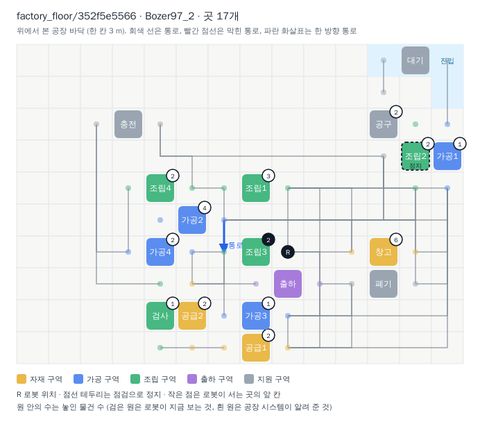 factory_floor/352f5e5566 · Bozer97_2 · 곳 17개
위에서 본 공장 바닥 (한 칸 3 m). 회색 선은 통로, 빨간 점선은 막힌 통로, 파란 화살표는 한 방향 통로
대기
충전
공구 2
조립2 2
정지
가공1 1
조립4 2
조립1 3
가공2 4
통로
가공4 2
조립3 2
R
창고 6
출하
폐기
검사 1
공급2 2
가공3 1
공급1 2
자재 구역
가공 구역
조립 구역
출하 구역
지원 구역
R 로봇 위치 · 점선 테두리는 점검으로 정지 · 작은 점은 로봇이 서는 곳의 앞 칸
원 안의 수는 놓인 물건 수 (검은 원은 로봇이 지금 보는 것, 흰 원은 공장 시스템이 알려 준 것)